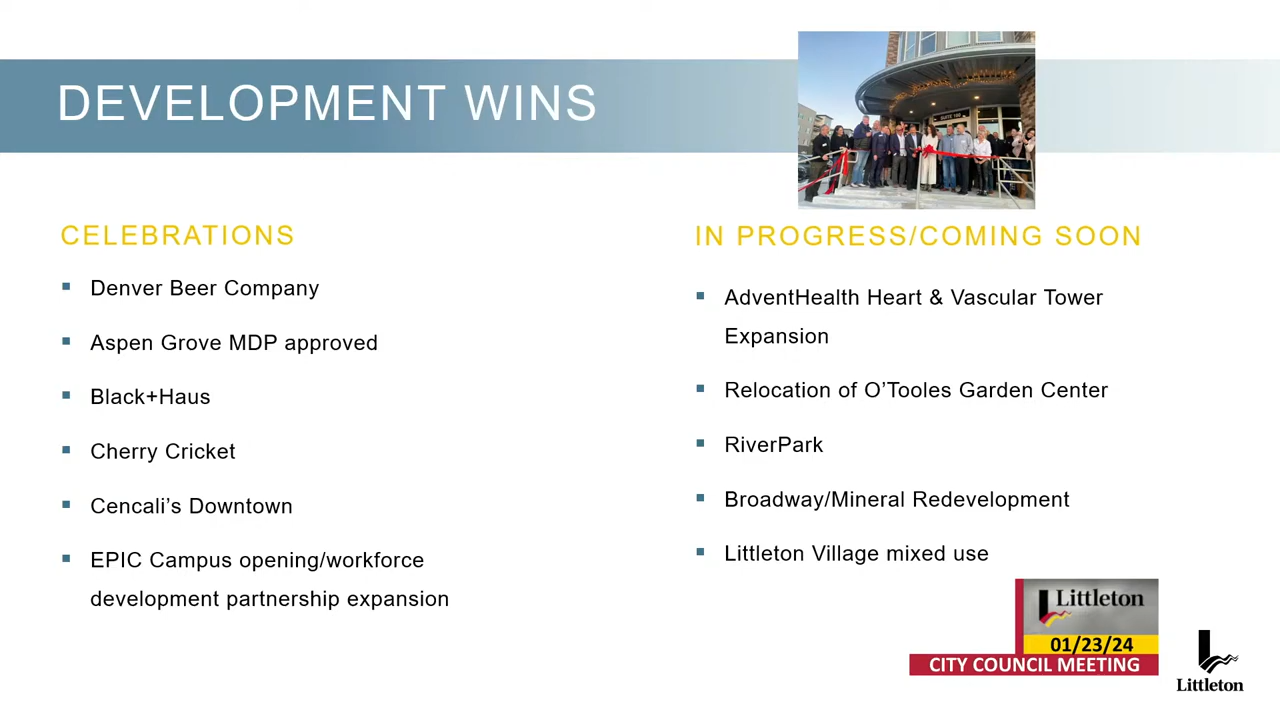 DEVELOPMENT WINS
SUITE 100
CELEBRATIONS
Denver Beer Company
Aspen Grove MDP approved
Black+Haus
Cherry Cricket
Cencali’s Downtown
EPIC Campus opening/workforce
development partnership expansion
IN PROGRESS/COMING SOON
AdventHealth Heart & Vascular Tower
Expansion
Relocation of O’Tooles Garden Center
RiverPark
Broadway/Mineral Redevelopment
Littleton Village mixed use
Littleton
01/23/24
CITY COUNCIL MEETING
Littleton